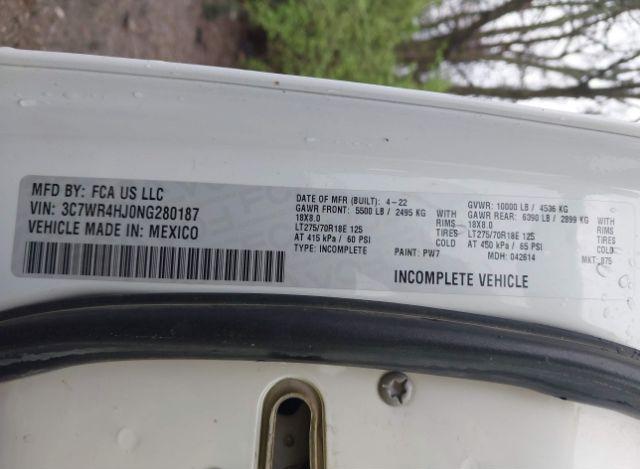 MFD BY: FCA US LLC
VIN: 3C7WR4HJ0NG280187
VEHICLE MADE IN: MEXICO
DATE OF MFR (BUILT): 4-22
GAWR FRONT: 5500 LB / 2495 KG WITH
18X8.0 RIMS
LT275/70R18E 125 TIRES
AT 415 kPa / 60 PSI COLD
TYPE: INCOMPLETE
PAINT: PW7
GVWR: 10000 LB / 4536 KG
GAWR REAR: 6390 LB / 2899 KG WITH
18X8.0 RIMS
LT275/70R18E 125 TIRES
AT 450 kPa / 65 PSI COLD
MDH: 042614 MKT: 875
INCOMPLETE VEHICLE